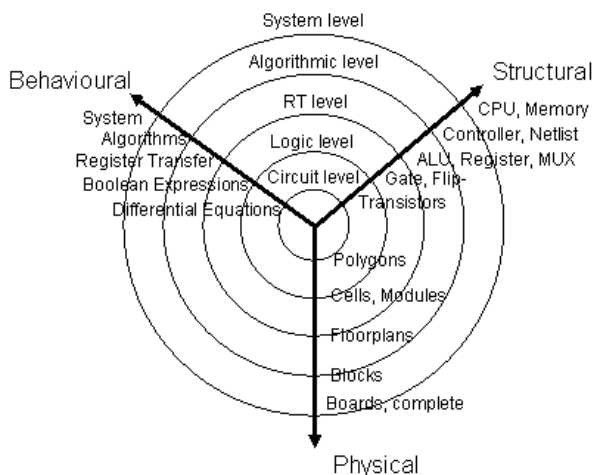 System level
Algorithmic level
RT level
Logic level
Circuit level
Behavioural
System
Algorithms
Register Transfer
Boolean Expressions
Differential Equations
Structural
CPU, Memory
Controller, Netlist
ALU, Register, MUX
Gate, Flip-
Transistors
Polygons
Cells, Modules
Floorplans
Blocks
Boards, complete
Physical